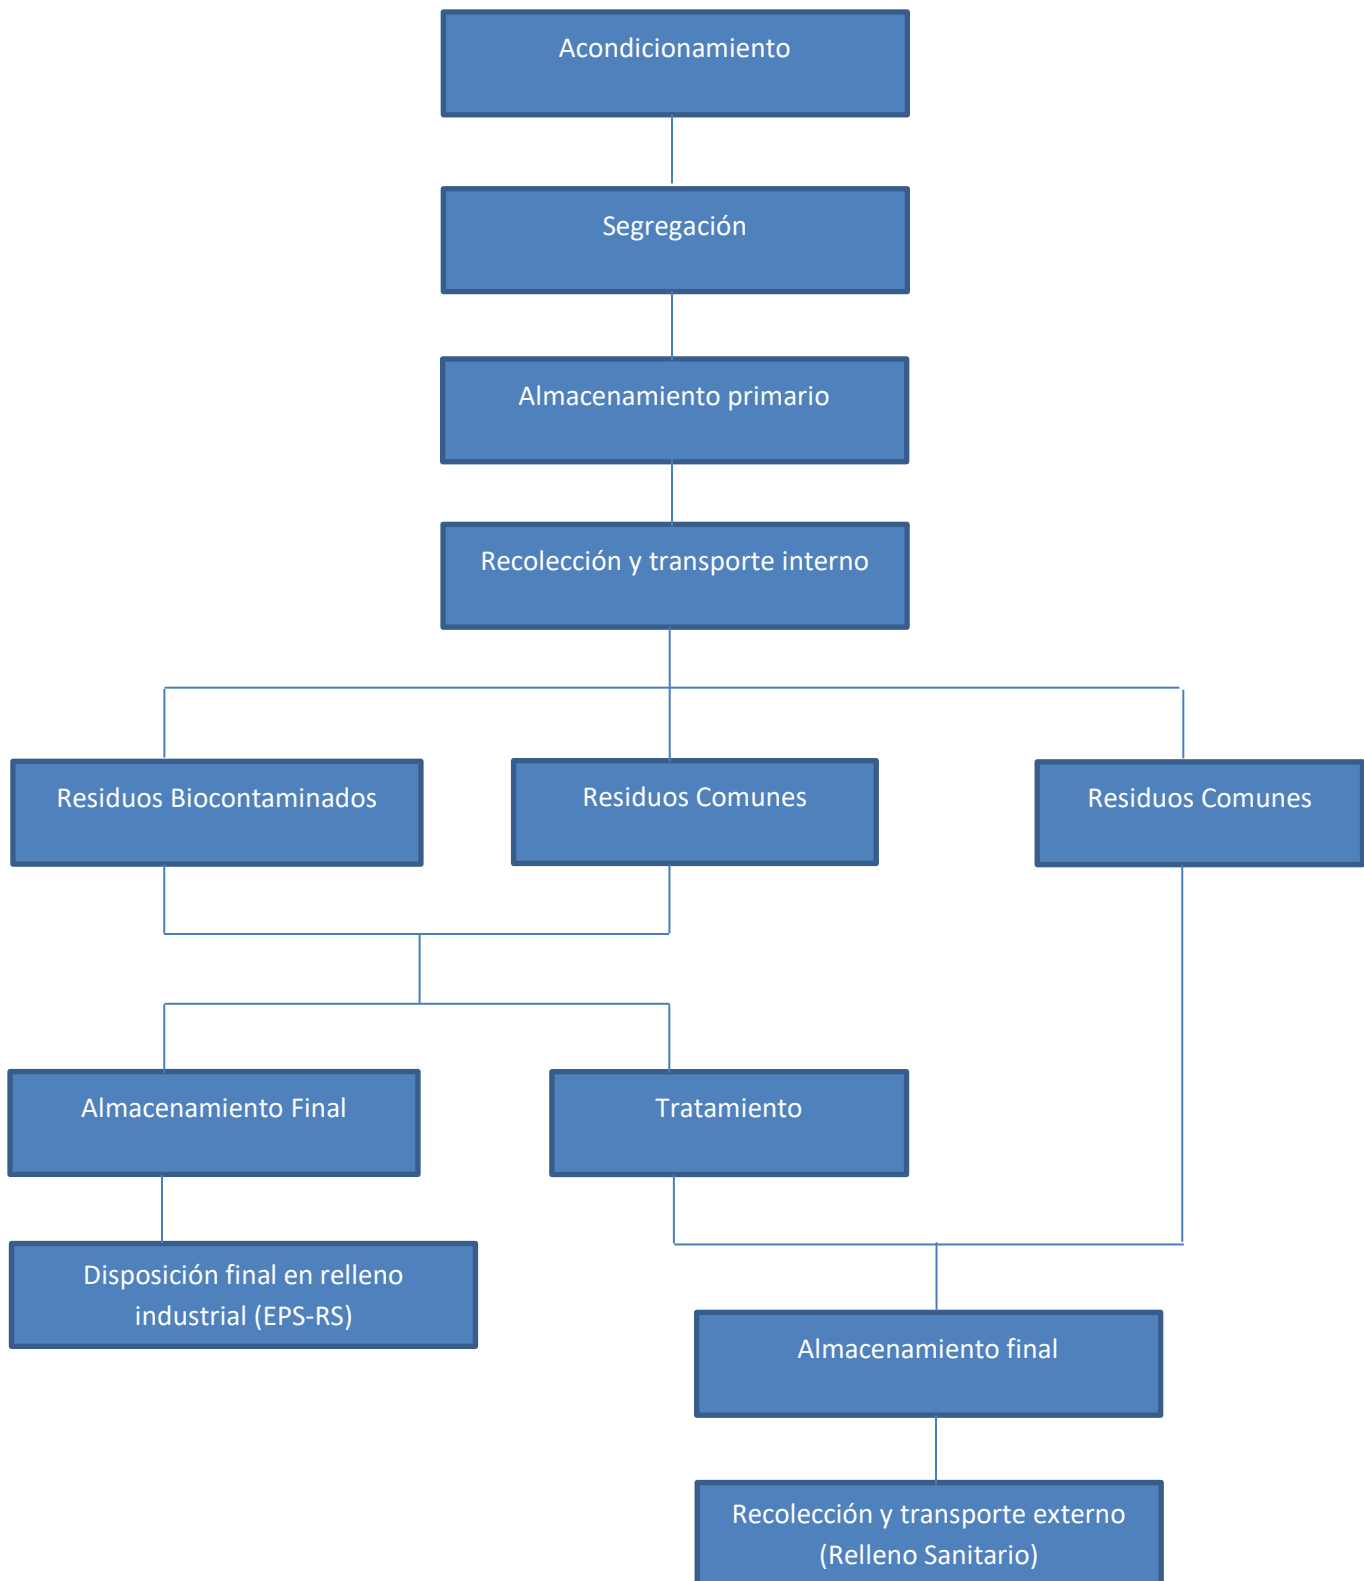 Acondicionamiento
Segregación
Almacenamiento primario
Recolección y transporte interno
Residuos Biocontaminados
Residuos Comunes
Residuos Comunes
Almacenamiento Final
Tratamiento
Disposición final en relleno
industrial (EPS-RS)
Almacenamiento final
Recolección y transporte externo
(Relleno Sanitario)